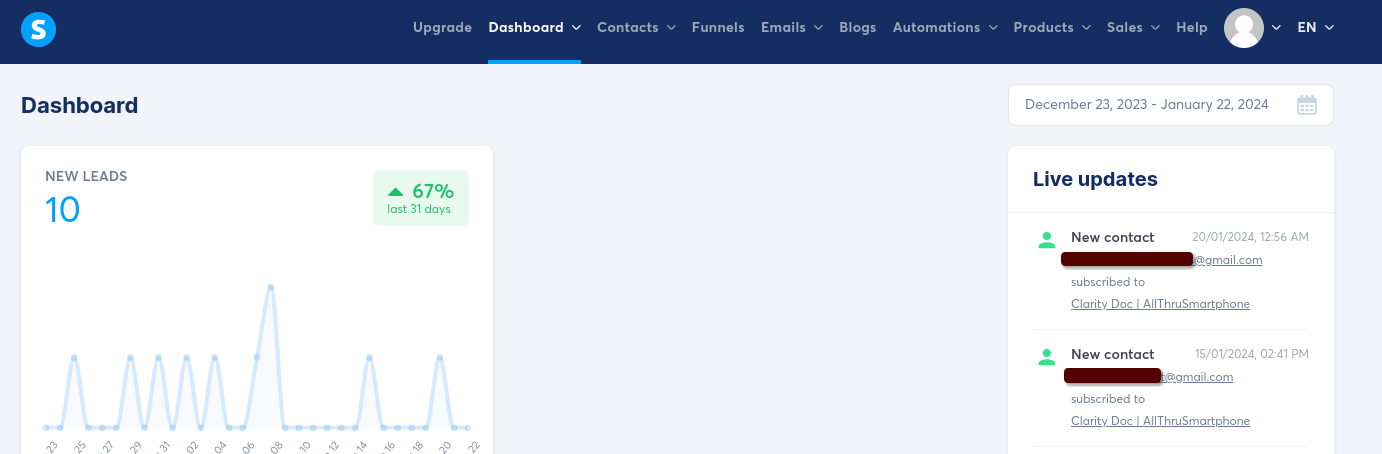 S
Upgrade Dashboard Contacts Funnels Emails Blogs Automations Products Sales Help EN
Dashboard
December 23, 2023 - January 22, 2024
NEW LEADS
10
67%
last 31 days
23 25 27 29 31 02 04 06 08 10 12 14 16 18 20 22
Live updates
New contact 20/01/2024, 12:56 AM
@gmail.com
subscribed to
Clarity Doc | AllThruSmartphone
New contact 15/01/2024, 02:41 PM
t@gmail.com
subscribed to
Clarity Doc | AllThruSmartphone